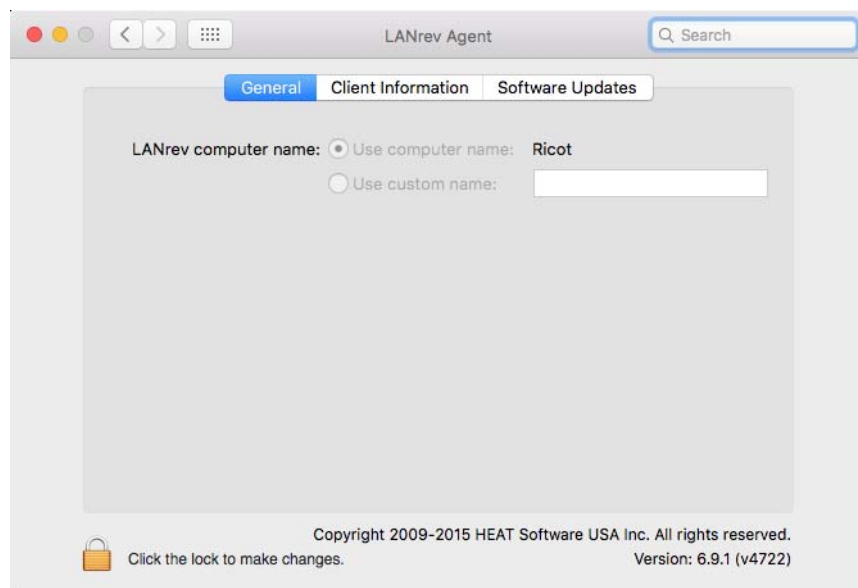 LANrev Agent
Search
General Client Information Software Updates
LANrev computer name: Use computer name: Ricot
Use custom name:
Copyright 2009-2015 HEAT Software USA Inc. All rights reserved.
Click the lock to make changes. Version: 6.9.1 (v4722)